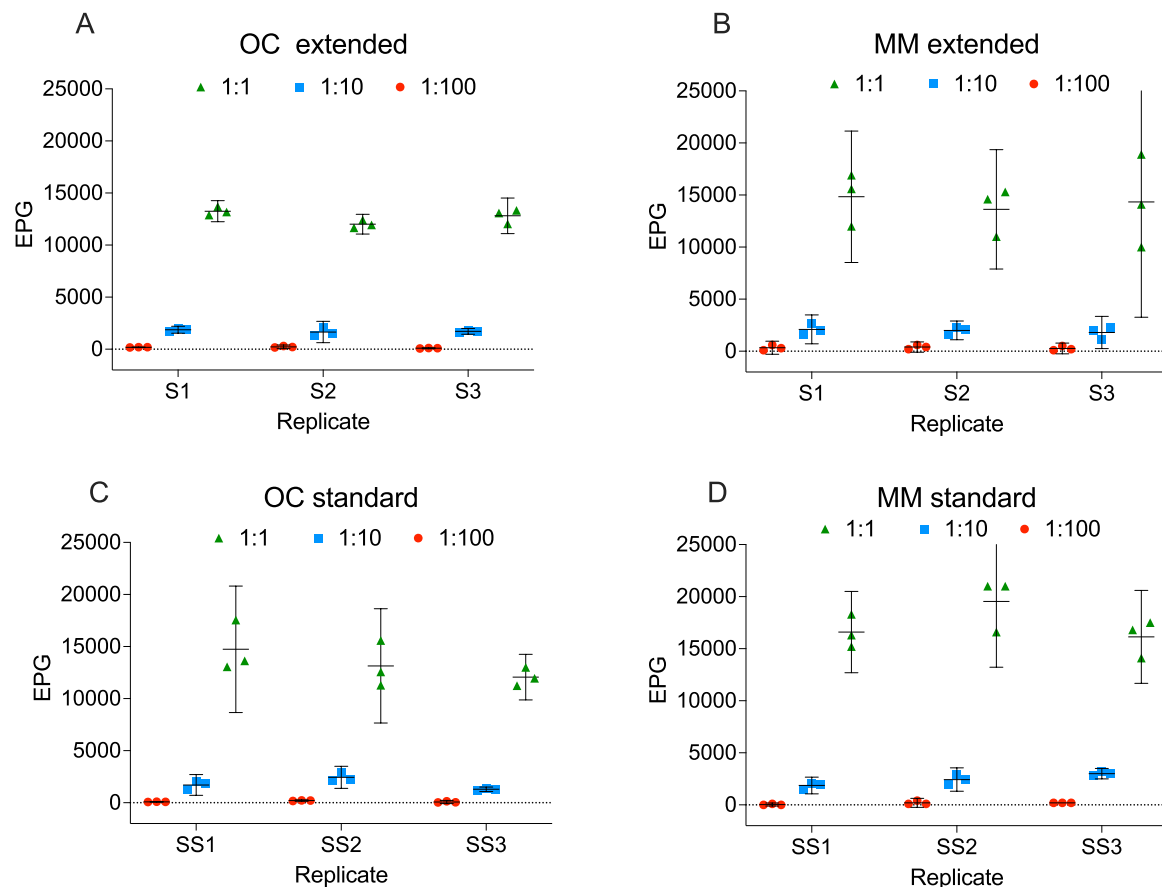 A
OC extended
1:1 1:10 1:100
25000
20000
15000
10000
5000
0
EPG
S1 S2 S3
Replicate
B
MM extended
1:1 1:10 1:100
25000
20000
15000
10000
5000
0
EPG
S1 S2 S3
Replicate
C
OC standard
1:1 1:10 1:100
25000
20000
15000
10000
5000
0
EPG
SS1 SS2 SS3
Replicate
D
MM standard
1:1 1:10 1:100
25000
20000
15000
10000
5000
0
EPG
SS1 SS2 SS3
Replicate